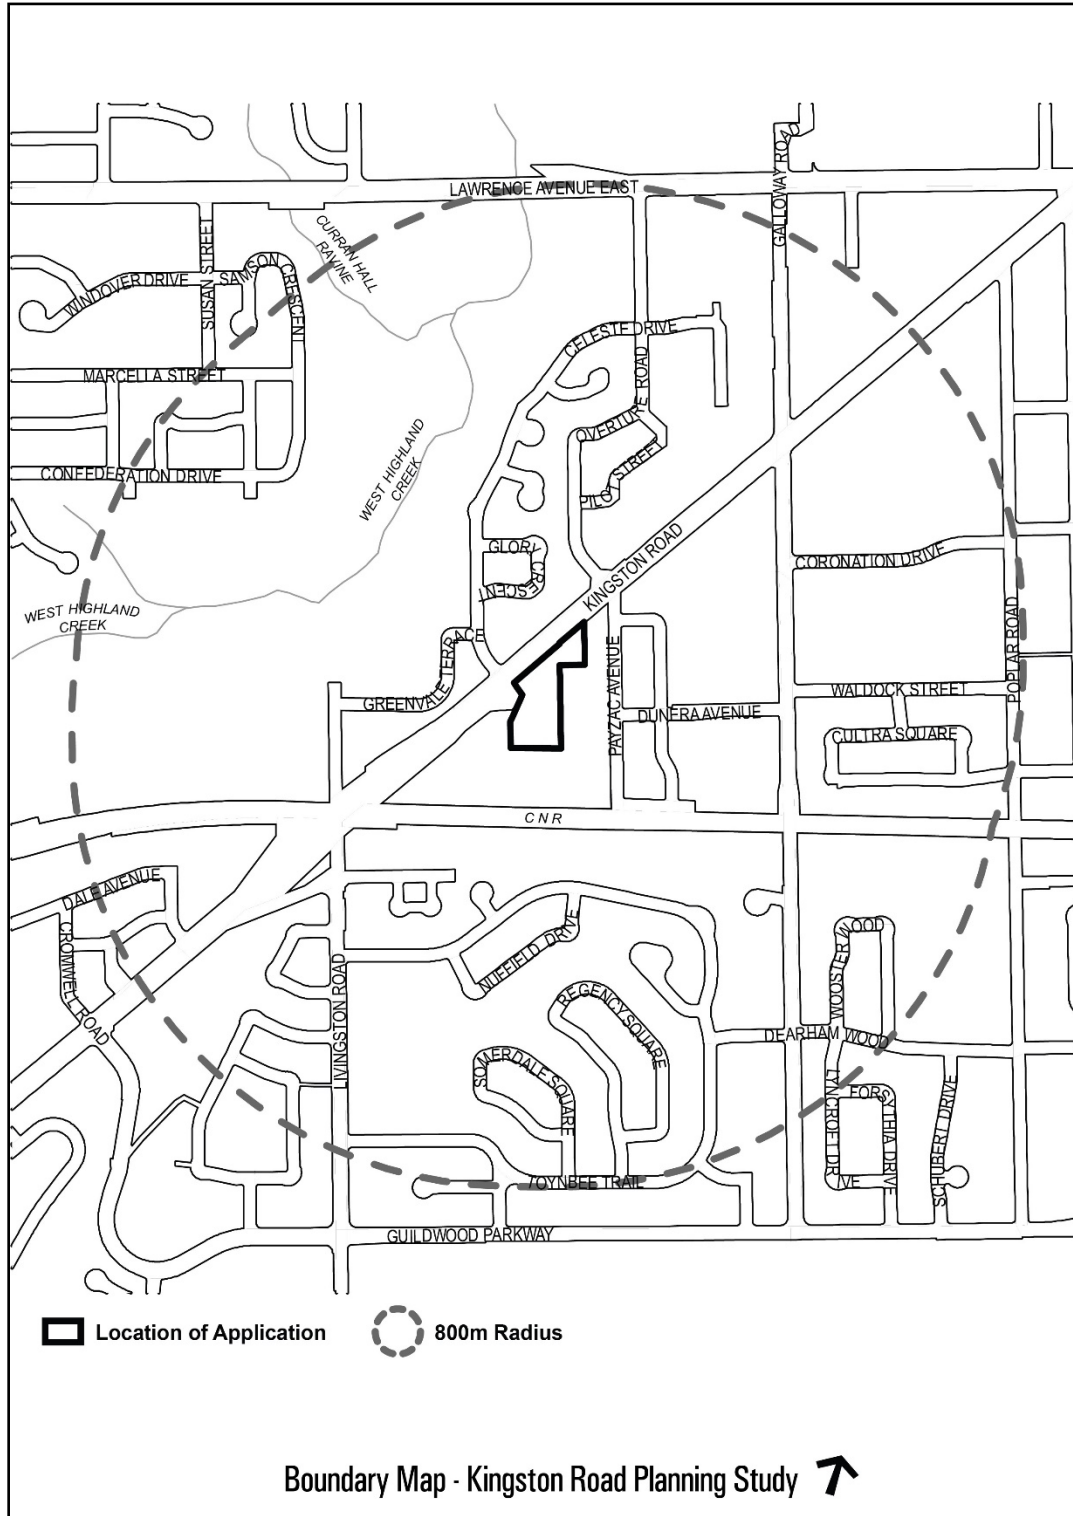 GALLOWAY ROAD
LAWRENCE AVENUE EAST
CURRAN HALL
RAVINE
SUSAN STREET
SAMSON CRESCENT
WINDOVER DRIVE
CELESTE DRIVE
MARCELLA STREET
OVERTURE ROAD
WEST HIGHLAND
CREEK
PILOT STREET
CONFEDERATION DRIVE
KINGSTON ROAD
GLORY CRESCENT
CORONATION DRIVE
WEST HIGHLAND
CREEK
POPLAR ROAD
GREENVALE TERRACE
PAYZAC AVENUE
WALDOCK STREET
DUNERA AVENUE
CULTRA SQUARE
CNR
DALE AVENUE
CROMWELL ROAD
NUFFIELD DRIVE
WOOSTER WOOD
LIVINGSTON ROAD
REGENCY SQUARE
DEARHAM WOOD
SOMERDALE SQUARE
LYNCROFT DRIVE
FORSYTHIA DRIVE
SCHUBERT DRIVE
TOYNBEE TRAIL
GUILDWOOD PARKWAY
Location of Application
800m Radius
Boundary Map - Kingston Road Planning Study